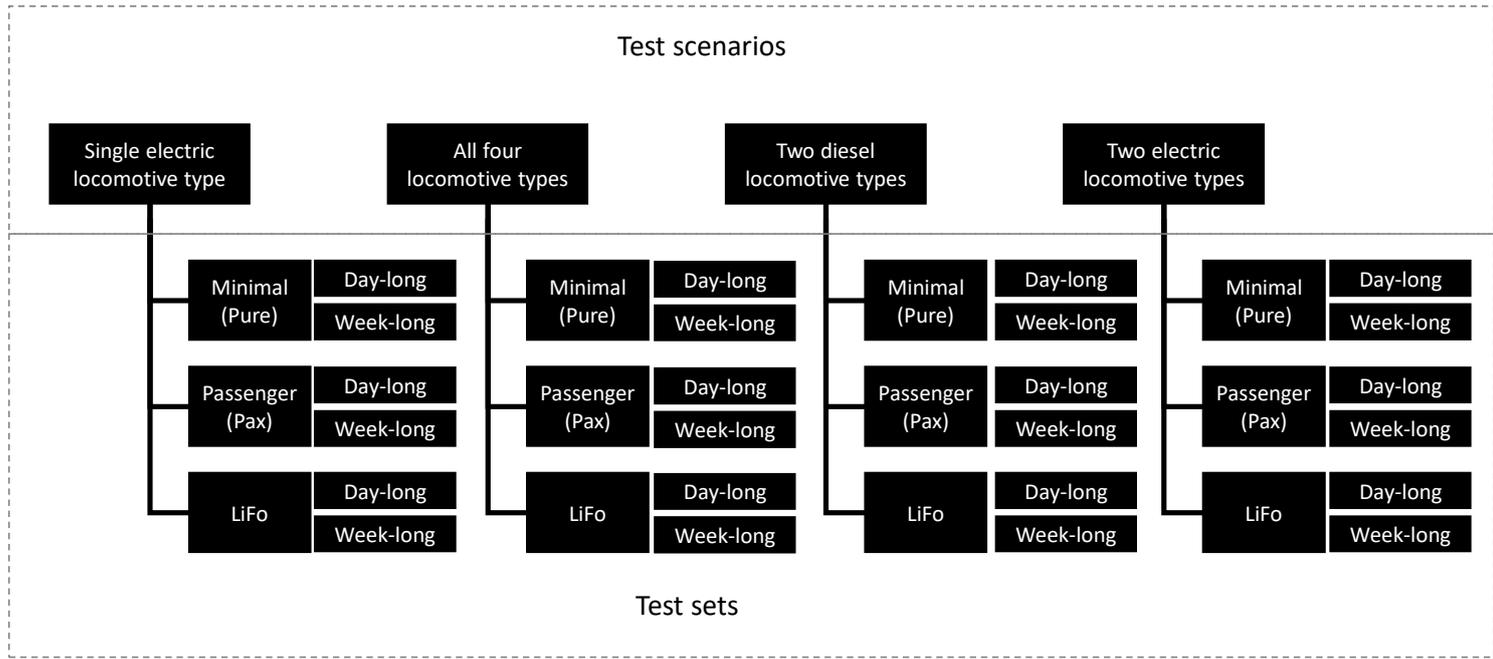 Test scenarios
Single electric
locomotive type
All four
locomotive types
Two diesel
locomotive types
Two electric
locomotive types
Minimal
(Pure)
Day-long
Week-long
Passenger
(Pax)
Day-long
Week-long
LiFo
Day-long
Week-long
Minimal
(Pure)
Day-long
Week-long
Passenger
(Pax)
Day-long
Week-long
LiFo
Day-long
Week-long
Minimal
(Pure)
Day-long
Week-long
Passenger
(Pax)
Day-long
Week-long
LiFo
Day-long
Week-long
Minimal
(Pure)
Day-long
Week-long
Passenger
(Pax)
Day-long
Week-long
LiFo
Day-long
Week-long
Test sets